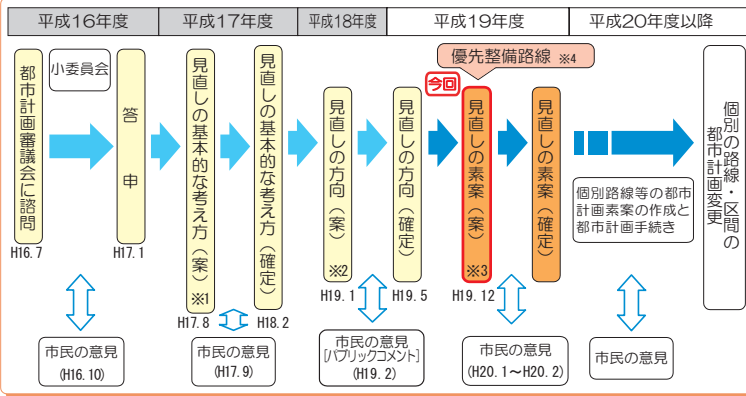 平成16年度
平成17年度
平成18年度
平成19年度
平成20年度以降
優先整備路線 ※4
今回
都市計画審議会に諮問
H16.7
小委員会
答申
H17.1
見直しの基本的な考え方（案）※1
H17.8
見直しの基本的な考え方（確定）
H18.2
見直しの方向（案）※2
H19.1
見直しの方向（確定）
H19.5
見直しの素案（案）※3
H19.12
見直しの素案（確定）
個別路線等の都市
計画素案の作成と
都市計画手続き
個別の路線・区間の
都市計画変更
市民の意見
(H16.10)
市民の意見
(H17.9)
市民の意見
[パブリックコメント]
(H19.2)
市民の意見
(H20.1～H20.2)
市民の意見